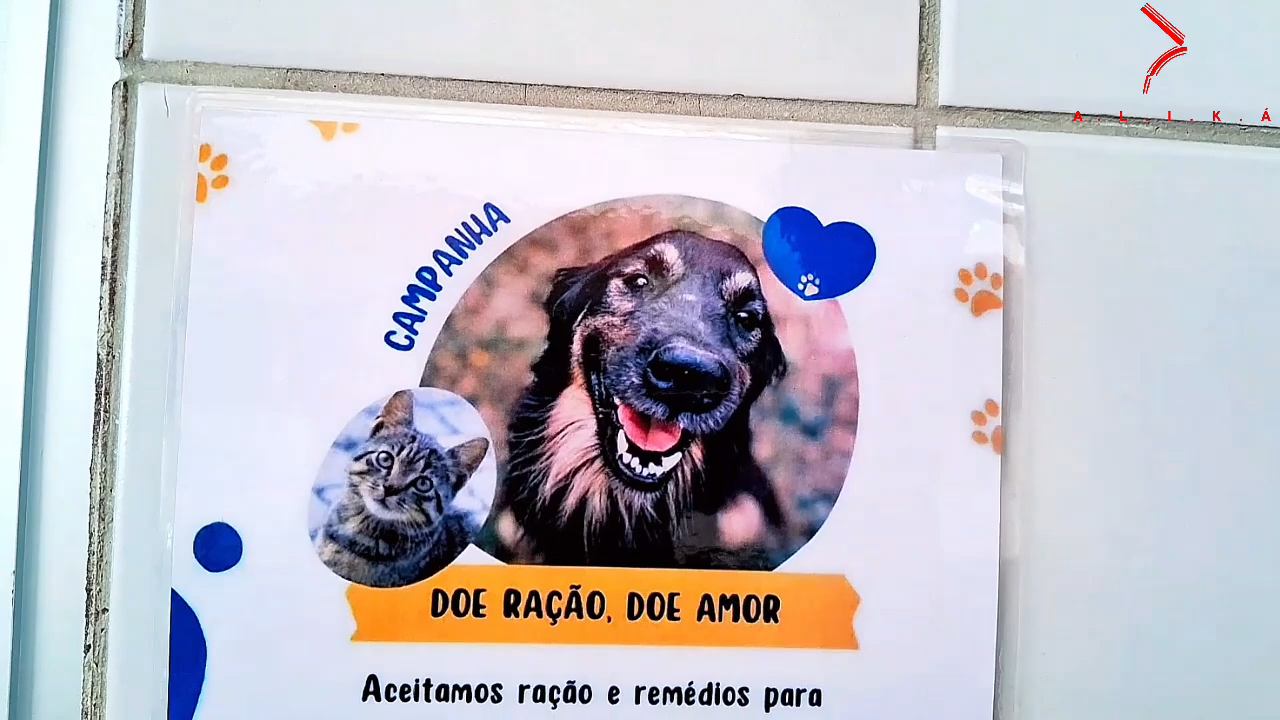 A . L . I . K . Á
CAMPANHA
DOE RAÇÃO, DOE AMOR
Aceitamos ração e remédios para